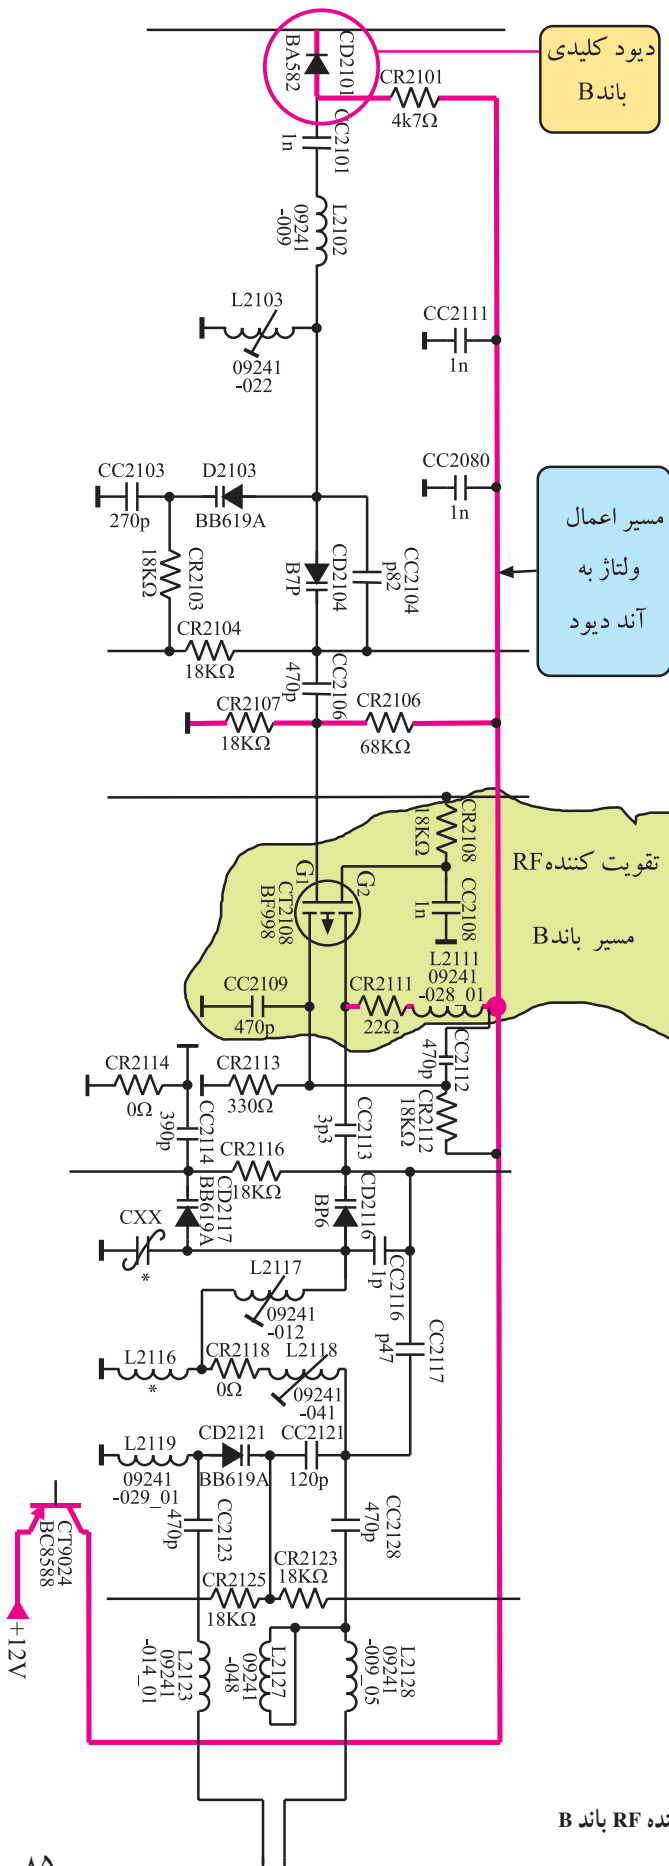 دیود کلیدی
باند B
CD2101
BA582
CR2101
4k7Ω
CC2101
1n
L2102
09241
-009
L2103
09241
-022
CC2111
1n
CC2103
270p
D2103
BB619A
CC2080
1n
مسیر اعمال
ولتاژ به
آند دیود
CR2103
18KΩ
CD2104
B7P
CC2104
p82
CR2104
18KΩ
CC2106
470p
CR2107
18KΩ
CR2106
68KΩ
CR2108
18KΩ
تقویت کننده RF
مسیر باند B
G1
G2
CT2108
BF998
CC2108
1n
L2111
09241
-028_01
CC2109
470p
CR2111
22Ω
CC2112
470p
CR2114
0Ω
CR2113
330Ω
CR2112
18KΩ
CC2114
390p
CC2113
3p3
CR2116
18KΩ
CD2117
BB619A
CD2116
BP6
CXX
*
CC2116
1p
L2117
09241
-012
CC2117
p47
L2116
*
CR2118
0Ω
L2118
09241
-041
L2119
09241
-029_01
CD2121
BB619A
CC2121
120p
CT9024
BC8588
+12V
CC2123
470p
CC2128
470p
CR2125
18KΩ
CR2123
18KΩ
L2123
09241
-014_01
L2127
09241
-048
L2128
09241
-009_05
نده RF باند B